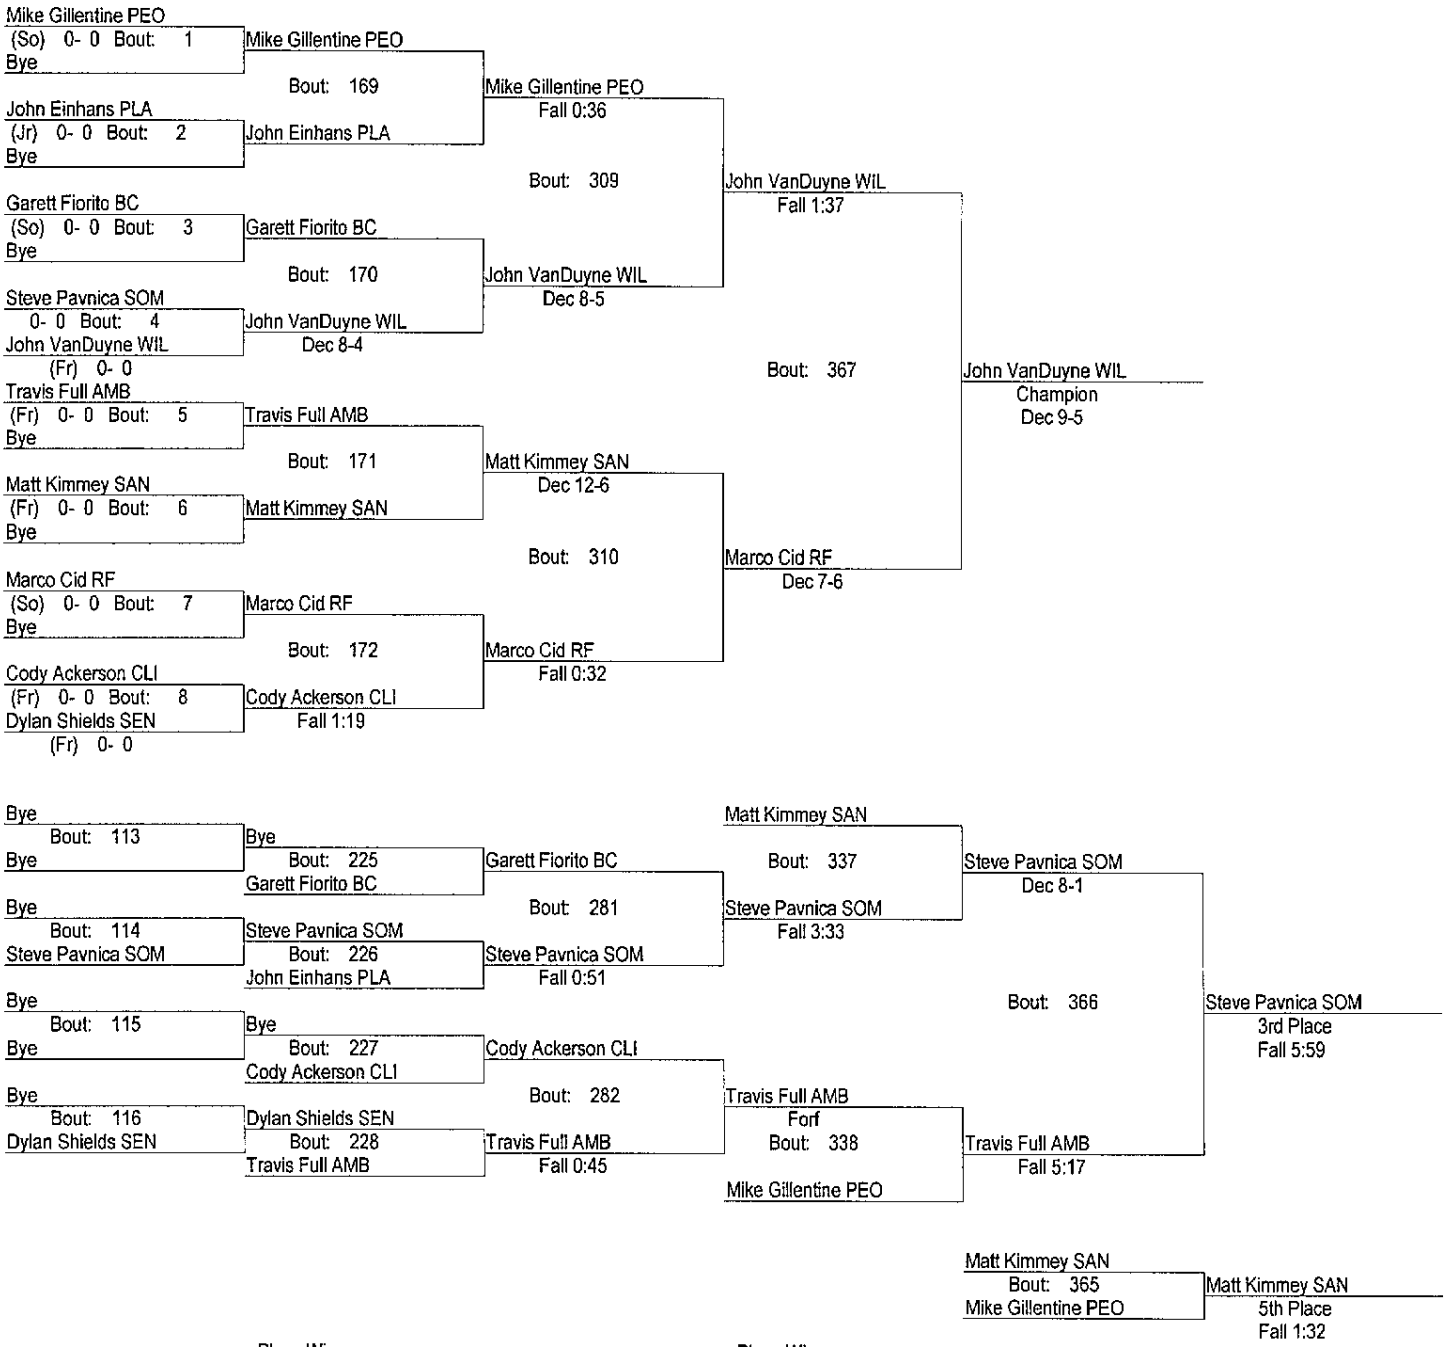 Mike Gillentine PEO
(So) 0- 0 Bout: 1
Bye
Mike Gillentine PEO
Bout: 169
John Einhans PLA
(Jr) 0- 0 Bout: 2
Bye
John Einhans PLA
Mike Gillentine PEO
Fall 0:36
Bout: 309
Garett Fiorito BC
(So) 0- 0 Bout: 3
Bye
Garett Fiorito BC
Bout: 170
Steve Pavnica SOM
0- 0 Bout: 4
John VanDuyne WIL
(Fr) 0- 0
John VanDuyne WIL
Dec 8-4
John VanDuyne WIL
Dec 8-5
John VanDuyne WIL
Fall 1:37
Bout: 367
John VanDuyne WIL
Champion
Dec 9-5
Travis Full AMB
(Fr) 0- 0 Bout: 5
Bye
Travis Full AMB
Bout: 171
Matt Kimmey SAN
(Fr) 0- 0 Bout: 6
Bye
Matt Kimmey SAN
Matt Kimmey SAN
Dec 12-6
Bout: 310
Marco Cid RF
Dec 7-6
Marco Cid RF
(So) 0- 0 Bout: 7
Bye
Marco Cid RF
Bout: 172
Cody Ackerson CLI
(Fr) 0- 0 Bout: 8
Dylan Shields SEN
(Fr) 0- 0
Cody Ackerson CLI
Fall 1:19
Marco Cid RF
Fall 0:32
Bye
Bout: 113
Bye
Bye
Bout: 225
Garett Fiorito BC
Garett Fiorito BC
Bout: 281
Bye
Bout: 114
Steve Pavnica SOM
Steve Pavnica SOM
Bout: 226
John Einhans PLA
Steve Pavnica SOM
Fall 0:51
Matt Kimmey SAN
Bout: 337
Steve Pavnica SOM
Fall 3:33
Steve Pavnica SOM
Dec 8-1
Bout: 366
Steve Pavnica SOM
3rd Place
Fall 5:59
Bye
Bout: 115
Bye
Bye
Bout: 227
Cody Ackerson CLI
Cody Ackerson CLI
Bout: 282
Bye
Bout: 116
Dylan Shields SEN
Dylan Shields SEN
Bout: 228
Travis Full AMB
Travis Full AMB
Fall 0:45
Travis Full AMB
Forf
Bout: 338
Mike Gillentine PEO
Travis Full AMB
Fall 5:17
Matt Kimmey SAN
Bout: 365
Mike Gillentine PEO
Matt Kimmey SAN
5th Place
Fall 1:32